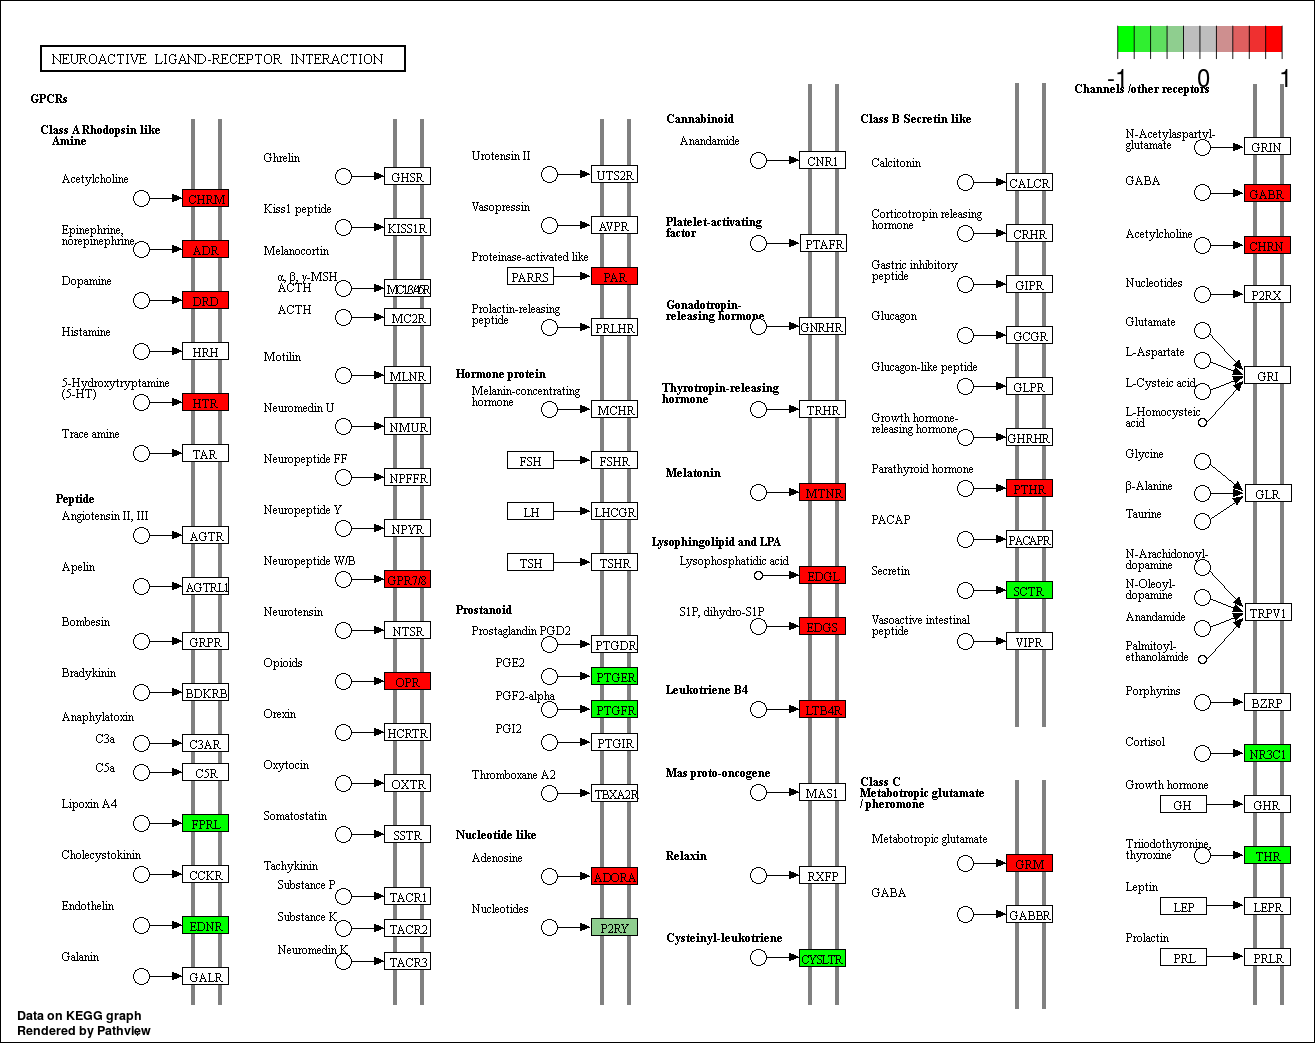 NEUROACTIVE LIGAND-RECEPTOR INTERACTION
-1 0 1
GPCRs
Class A Rhodopsin like
Amine
Acetylcholine
CHRM
Epinephrine,
norepinephrine
ADR
Dopamine
DRD
Histamine
HRH
5-Hydroxytryptamine
(5-HT)
HTR
Trace amine
TAR
Peptide
Angiotensin II, III
AGTR
Apelin
AGTRL1
Bombesin
GRPR
Bradykinin
BDKRB
Anaphylatoxin
C3a
C3AR
C5a
C5R
Lipoxin A4
FPRL
Cholecystokinin
CCKR
Endothelin
EDNR
Galanin
GALR
Ghrelin
GHSR
Kiss1 peptide
KISS1R
Melanocortin
α, β, γ-MSH
ACTH
ACTH
MC2R
Motilin
MLNR
Neuromedin U
NMUR
Neuropeptide FF
NPFFR
Neuropeptide Y
NPYR
Neuropeptide W/B
GPR7/8
Neurotensin
NTSR
Opioids
OPR
Orexin
HCRTR
Oxytocin
OXTR
Somatostatin
SSTR
Tachykinin
Substance P
TACR1
Substance K
TACR2
Neuromedin K
TACR3
Urotensin II
UTS2R
Vasopressin
AVPR
Proteinase-activated like
PARRS PAR
Prolactin-releasing
peptide
PRLHR
Hormone protein
Melanin-concentrating
hormone
MCHR
FSH FSHR
LH LHCGR
TSH TSHR
Prostanoid
Prostaglandin PGD2
PTGDR
PGE2
PTGER
PGF2-alpha
PTGFR
PGI2
PTGIR
Thromboxane A2
TBXA2R
Nucleotide like
Adenosine
ADORA
Nucleotides
P2RY
Cannabinoid
Anandamide
CNR1
Platelet-activating
factor
PTAFR
Gonadotropin-
releasing hormone
GNRHR
Thyrotropin-releasing
hormone
TRHR
Melatonin
MTNR
Lysophingolipid and LPA
Lysophosphatidic acid
EDGL
S1P, dihydro-S1P
EDGS
Leukotriene B4
LTB4R
Mas proto-oncogene
MAS1
Relaxin
RXFP
Cysteinyl-leukotriene
CYSLTR
Class B Secretin like
Calcitonin
CALCR
Corticotropin releasing
hormone
CRHR
Gastric inhibitory
peptide
GIPR
Glucagon
GCGR
Glucagon-like peptide
GLPR
Growth hormone-
releasing hormone
GHRHR
Parathyroid hormone
PTHR
PACAP
PACAPR
Secretin
SCTR
Vasoactive intestinal
peptide
VIPR
Class C
Metabotropic glutamate
/ pheromone
Metabotropic glutamate
GRM
GABA
GABBR
Channels /other receptors
N-Acetylaspartyl-
glutamate
GRIN
GABA
GABR
Acetylcholine
CHRN
Nucleotides
P2RX
Glutamate
L-Aspartate
GRI
L-Cysteic acid
L-Homocysteic
acid
Glycine
β-Alanine
GLR
Taurine
N-Arachidonoyl-
dopamine
N-Oleoyl-
dopamine
TRPV1
Anandamide
Palmitoyl-
ethanolamide
Porphyrins
BZRP
Cortisol
NR3C1
Growth hormone
GH GHR
Triiodothyronine,
thyroxine
THR
Leptin
LEP LEPR
Prolactin
PRL PRLR
Data on KEGG graph
Rendered by Pathview